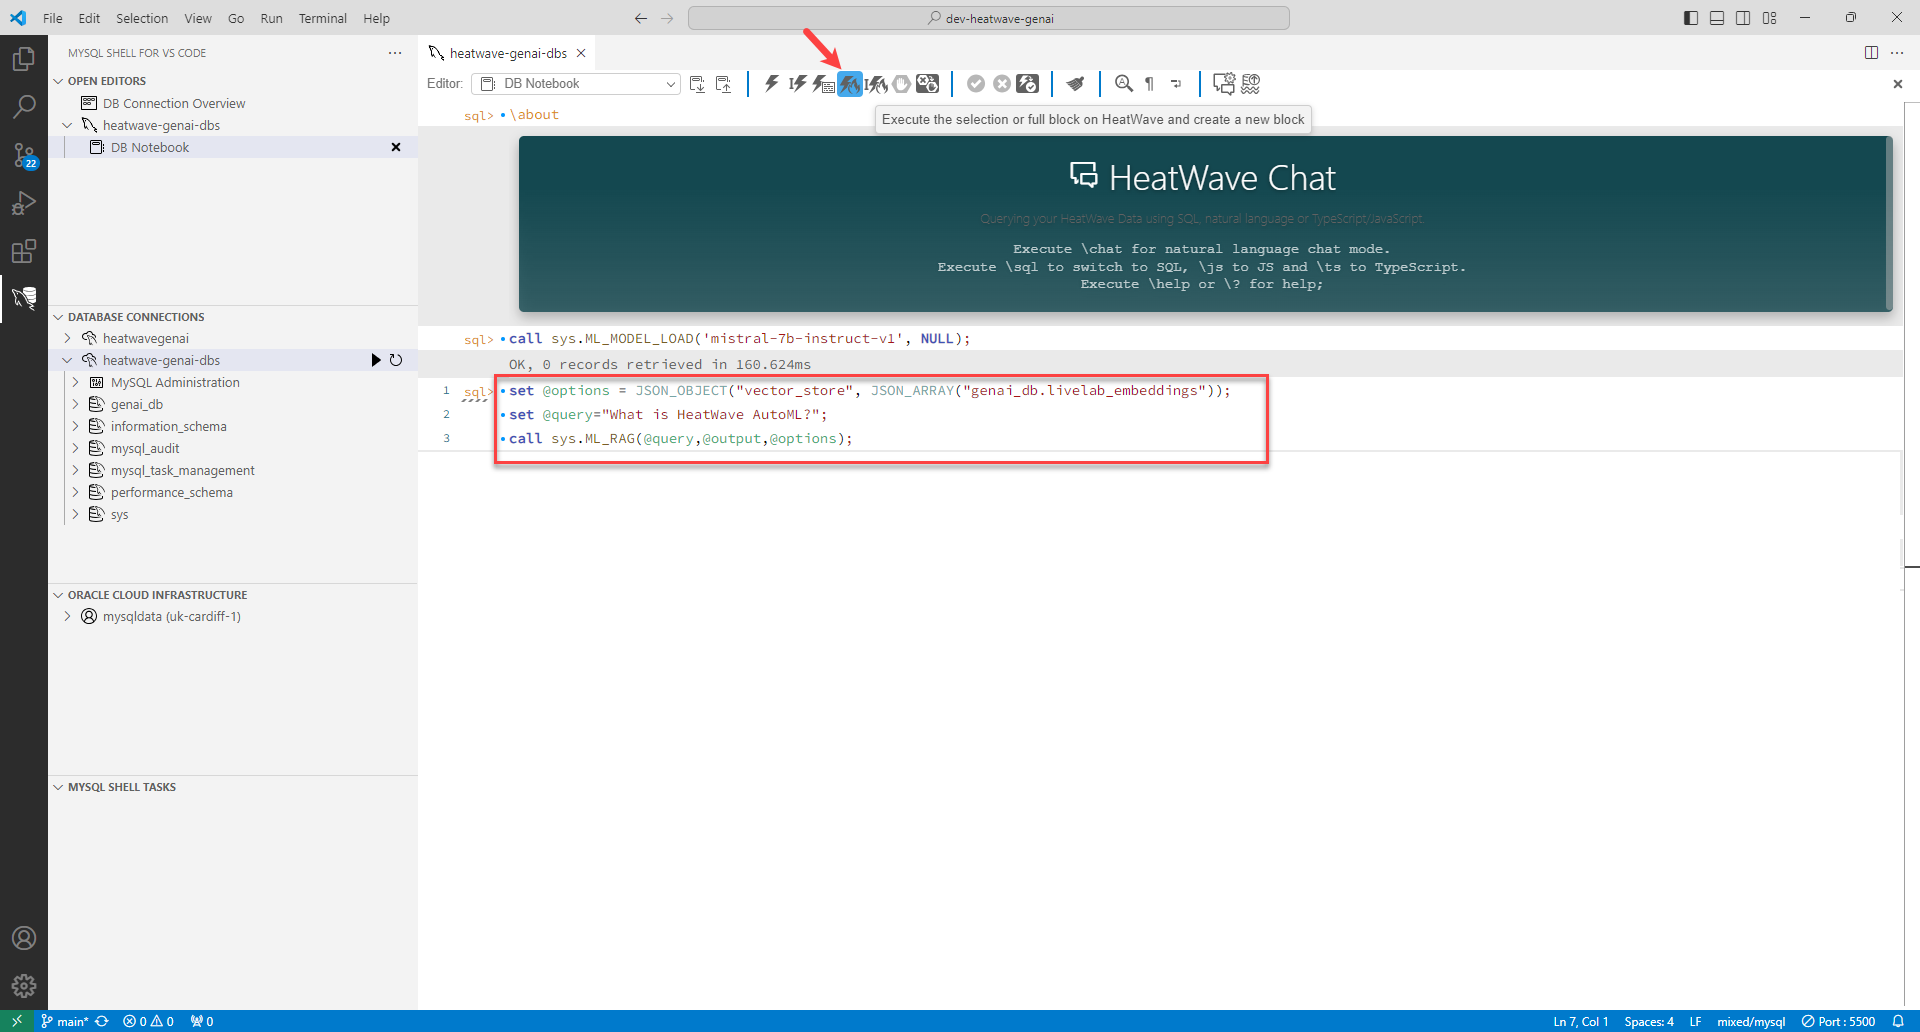 File Edit Selection View Go Run Terminal Help
dev-heatwave-genai
MYSQL SHELL FOR VS CODE
OPEN EDITORS
DB Connection Overview
heatwave-genai-dbs
DB Notebook
22
DATABASE CONNECTIONS
heatwavegenai
heatwave-genai-dbs
MySQL Administration
genai_db
information_schema
mysql_audit
mysql_task_management
performance_schema
sys
ORACLE CLOUD INFRASTRUCTURE
mysqldata (uk-cardiff-1)
MYSQL SHELL TASKS
heatwave-genai-dbs
Editor: DB Notebook
sql> \about
Execute the selection or full block on HeatWave and create a new block
HeatWave Chat
Querying your HeatWave Data using SQL, natural language or TypeScript/JavaScript.
Execute \chat for natural language chat mode.
Execute \sql to switch to SQL, \js to JS and \ts to TypeScript.
Execute \help or \? for help;
sql> call sys.ML_MODEL_LOAD('mistral-7b-instruct-v1', NULL);
OK, 0 records retrieved in 160.624ms
1 sql> set @options = JSON_OBJECT("vector_store", JSON_ARRAY("genai_db.livelab_embeddings"));
2 set @query="What is HeatWave AutoML?";
3 call sys.ML_RAG(@query,@output,@options);
main* 0 0 0
Ln 7, Col 1 Spaces: 4 LF mixed/mysql Port : 5500